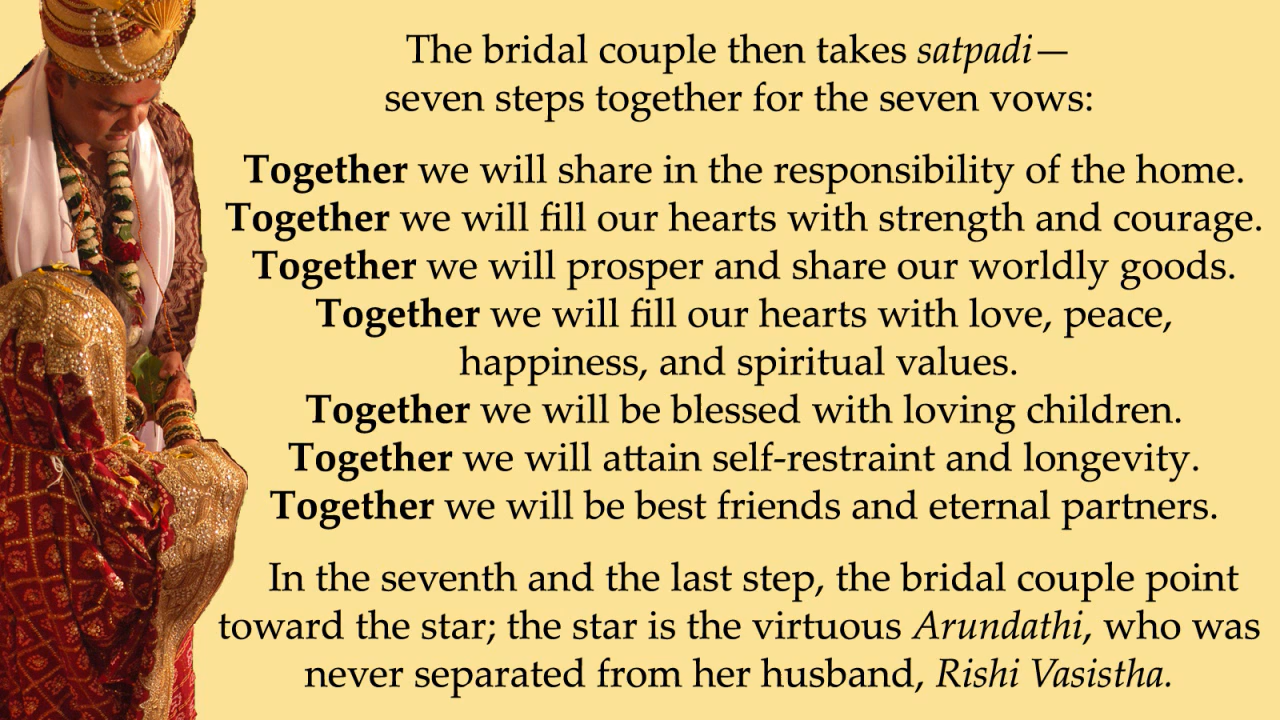 The bridal couple then takes satpadi—
seven steps together for the seven vows:
Together we will share in the responsibility of the home.
Together we will fill our hearts with strength and courage.
Together we will prosper and share our worldly goods.
Together we will fill our hearts with love, peace,
happiness, and spiritual values.
Together we will be blessed with loving children.
Together we will attain self-restraint and longevity.
Together we will be best friends and eternal partners.
In the seventh and the last step, the bridal couple point
toward the star; the star is the virtuous Arundathi, who was
never separated from her husband, Rishi Vasistha.